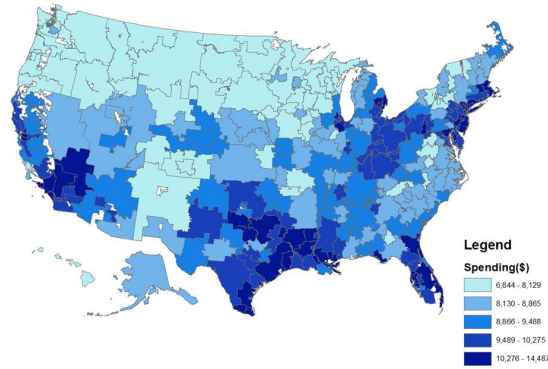 Legend
Spending($)
6,844 - 8,129
8,130 - 8,865
8,866 - 9,488
9,489 - 10,275
10,276 - 14,487